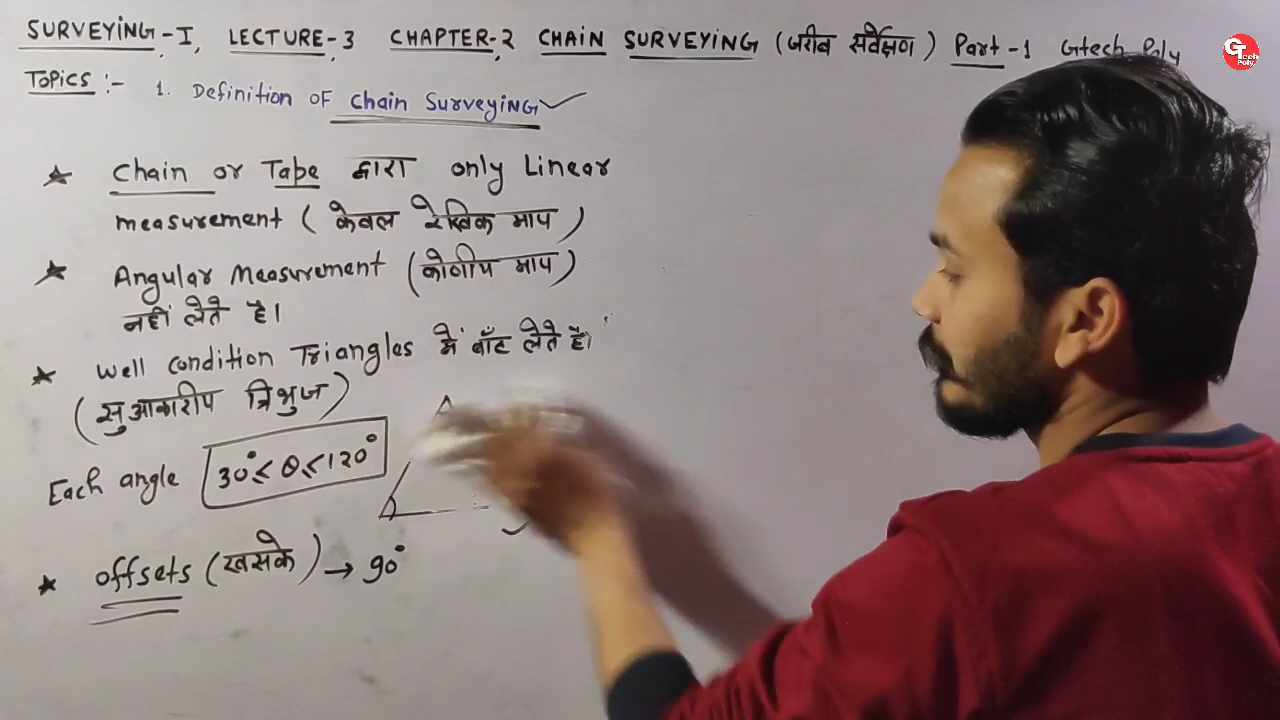 SURVEYING-I, LECTURE-3 CHAPTER-2 CHAIN SURVEYING (जरीब सर्वेक्षण) Part-1 Gtech Poly
GTech Poly
TOPICS :- 1. Definition OF Chain SurveyiNG ✓
★ Chain or Tape द्वारा only Linear
measurement ( केवल रेखिक माप )
★ Angular Measurement (कोणीय माप)
नहीं लेते है।
★ Well condition Triangles में बाँट लेते है।
(सुआकारीय त्रिभुज)
Each angle 30° ≤ θ ≤ 120°
★ offsets (खसके) → 90°